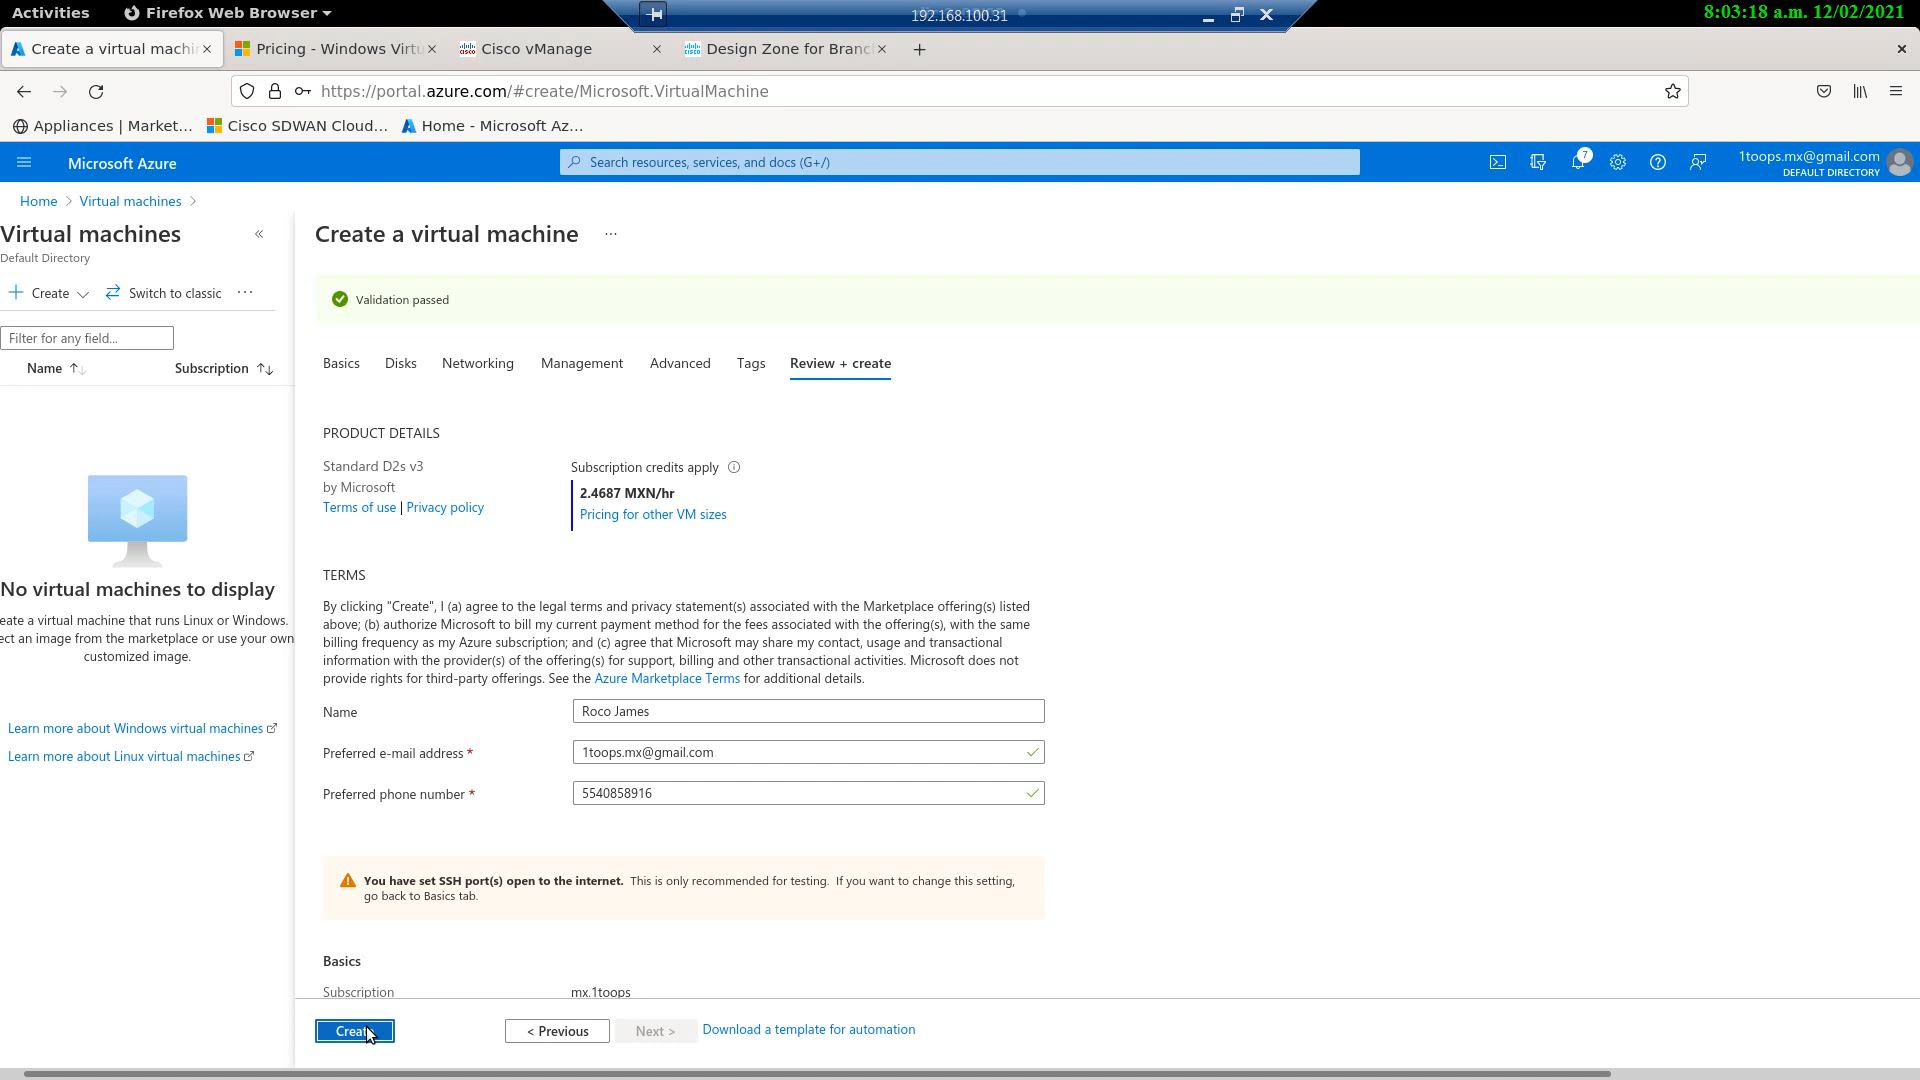 Activities
Firefox Web Browser
192.168.100.31
8:03:18 a.m. 12/02/2021
Create a virtual machi
Pricing - Windows Virtu
Cisco vManage
Design Zone for Branc
https://portal.azure.com/#create/Microsoft.VirtualMachine
Appliances | Market...
Cisco SDWAN Cloud...
Home - Microsoft Az...
Microsoft Azure
Search resources, services, and docs (G+/)
7
1toops.mx@gmail.com
DEFAULT DIRECTORY
Home > Virtual machines >
Virtual machines
Default Directory
Create
Switch to classic
Filter for any field...
Name
Subscription
No virtual machines to display
eate a virtual machine that runs Linux or Windows.
ect an image from the marketplace or use your own
customized image.
Learn more about Windows virtual machines
Learn more about Linux virtual machines
Create a virtual machine
Validation passed
Basics
Disks
Networking
Management
Advanced
Tags
Review + create
PRODUCT DETAILS
Standard D2s v3
by Microsoft
Terms of use | Privacy policy
Subscription credits apply
2.4687 MXN/hr
Pricing for other VM sizes
TERMS
By clicking "Create", I (a) agree to the legal terms and privacy statement(s) associated with the Marketplace offering(s) listed
above; (b) authorize Microsoft to bill my current payment method for the fees associated with the offering(s), with the same
billing frequency as my Azure subscription; and (c) agree that Microsoft may share my contact, usage and transactional
information with the provider(s) of the offering(s) for support, billing and other transactional activities. Microsoft does not
provide rights for third-party offerings. See the Azure Marketplace Terms for additional details.
Name
Roco James
Preferred e-mail address *
1toops.mx@gmail.com
Preferred phone number *
5540858916
You have set SSH port(s) open to the internet. This is only recommended for testing. If you want to change this setting,
go back to Basics tab.
Basics
Subscription
mx.1toops
Create
< Previous
Next >
Download a template for automation